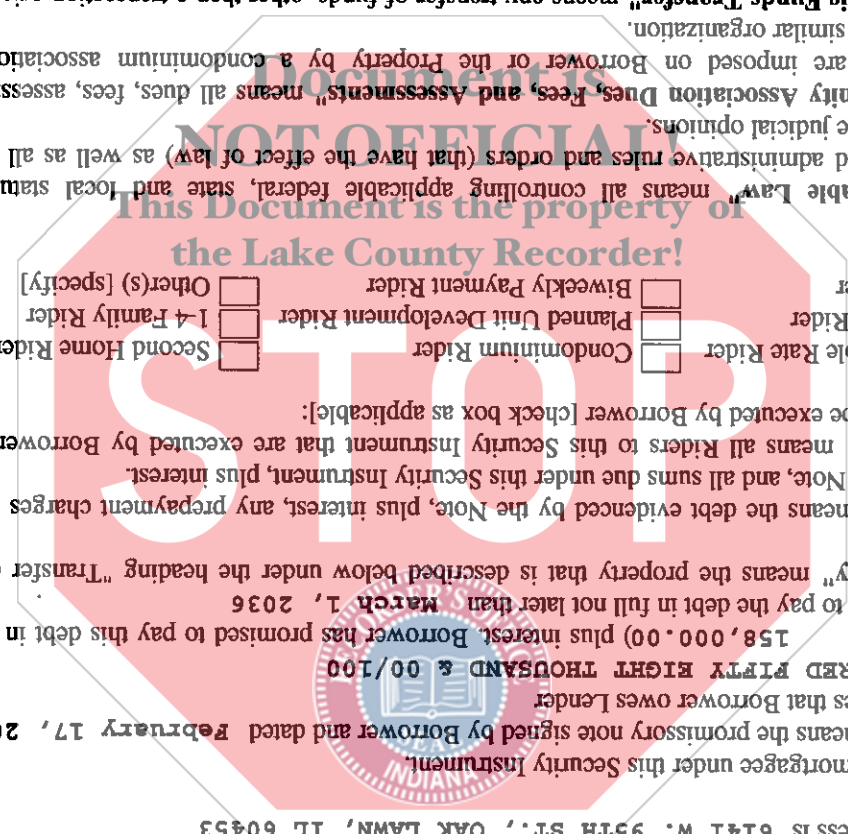 Document is
NOT OFFICIAL!
This Document is the property of
the Lake County Recorder!
STOP
RECORDER'S OFFICE
SEAL
INDIANA
ess is 6141 W. 95TH ST., OAK LAWN, IL 60453
mortgagee under this Security Instrument.
means the promissory note signed by Borrower and dated February 17, 20
es that Borrower owes Lender
RED FIFTY EIGHT THOUSAND & 00/100
158,000.00) plus interest. Borrower has promised to pay this debt in
to pay the debt in full not later than March 1, 2036 .
y" means the property that is described below under the heading "Transfer
means the debt evidenced by the Note, plus interest, any prepayment charges
Note, and all sums due under this Security Instrument, plus interest.
means all Riders to this Security Instrument that are executed by Borrower
be executed by Borrower [check box as applicable]:
ble Rate Rider Condominium Rider Second Home Rider
Rider Planned Unit Development Rider 1-4 Family Rider
er Biweekly Payment Rider Other(s) [specify]
able Law" means all controlling applicable federal, state and local statu
d administrative rules and orders (that have the effect of law) as well as all
e judicial opinions.
nity Association Dues, Fees, and Assessments" means all dues, fees, assess
are imposed on Borrower or the Property by a condominium associatio
similar organization.
ic Funds Transfer" means any transfer of funds, other than a transaction